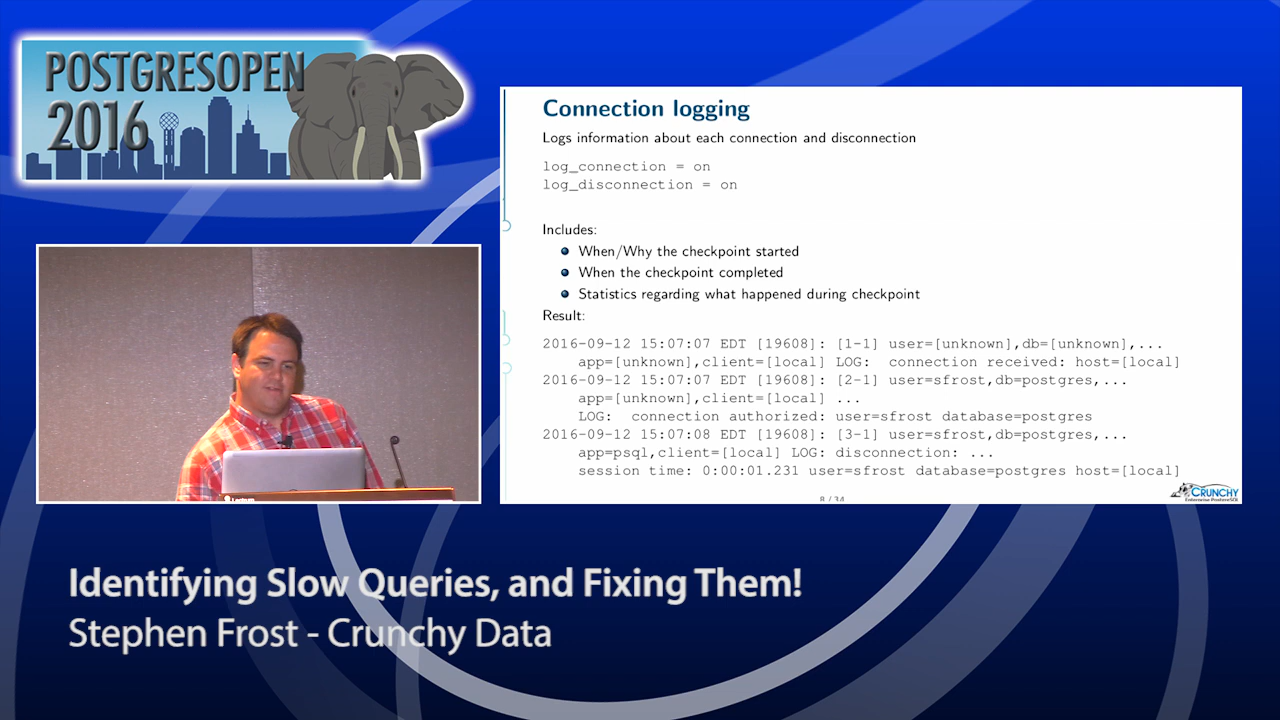 POSTGRESOPEN
2016
Connection logging
Logs information about each connection and disconnection
log_connection = on
log_disconnection = on
Includes:
When/Why the checkpoint started
When the checkpoint completed
Statistics regarding what happened during checkpoint
Result:
2016-09-12 15:07:07 EDT [19608]: [1-1] user=[unknown],db=[unknown],...
app=[unknown],client=[local] LOG: connection received: host=[local]
2016-09-12 15:07:07 EDT [19608]: [2-1] user=sfrost,db=postgres,...
app=[unknown],client=[local] ...
LOG: connection authorized: user=sfrost database=postgres
2016-09-12 15:07:08 EDT [19608]: [3-1] user=sfrost,db=postgres,...
app=psql,client=[local] LOG: disconnection: ...
session time: 0:00:01.231 user=sfrost database=postgres host=[local]
8 / 34
CRUNCHY
Enterprise PostgreSQL
Identifying Slow Queries, and Fixing Them!
Stephen Frost - Crunchy Data